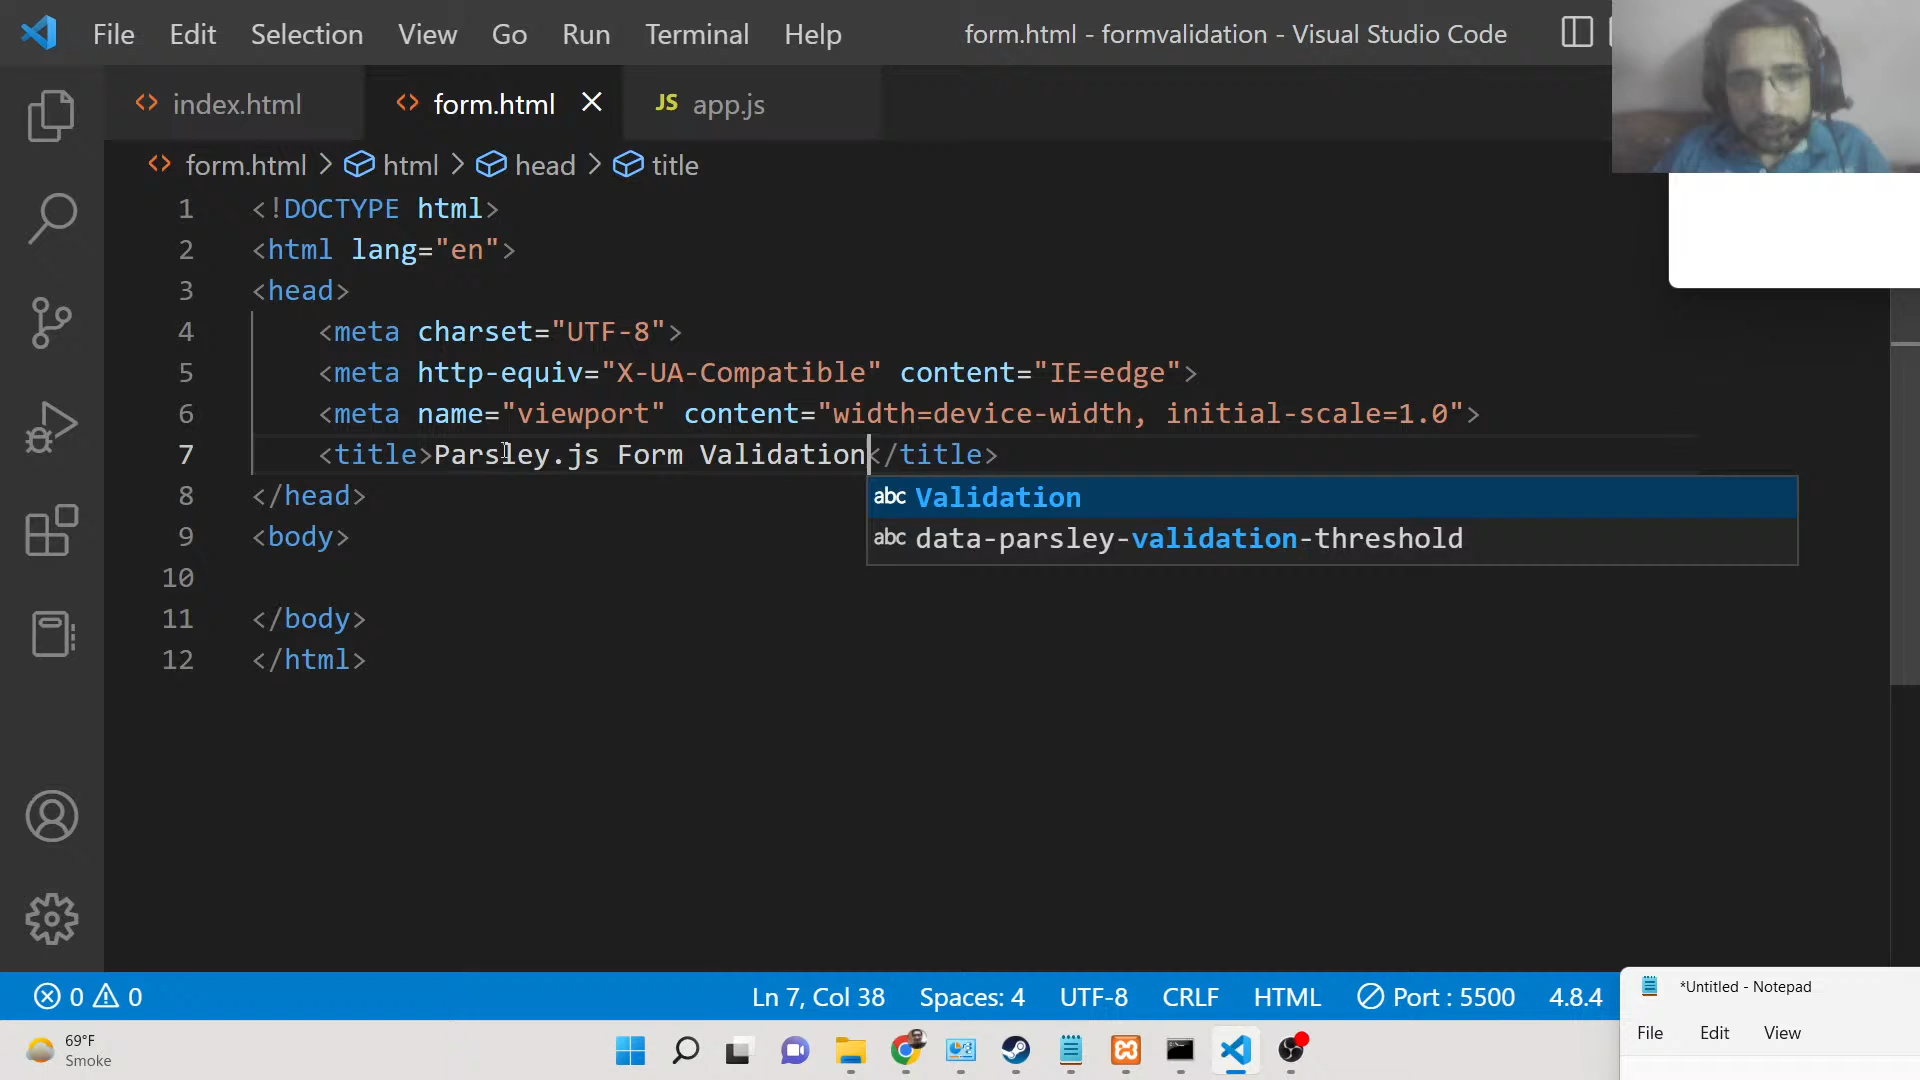 File Edit Selection View Go Run Terminal Help form.html - formvalidation - Visual Studio Code
<> index.html <> form.html × JS app.js
<> form.html > html > head > title
1 <!DOCTYPE html>
2 <html lang="en">
3 <head>
4 <meta charset="UTF-8">
5 <meta http-equiv="X-UA-Compatible" content="IE=edge">
6 <meta name="viewport" content="width=device-width, initial-scale=1.0">
7 <title>Parsley.js Form Validation</title>
abc Validation
8 </head>
9 <body>
abc data-parsley-validation-threshold
10
11 </body>
12 </html>
0 0 Ln 7, Col 38 Spaces: 4 UTF-8 CRLF HTML Port : 5500 4.8.4
*Untitled - Notepad
File Edit View
69°F
Smoke